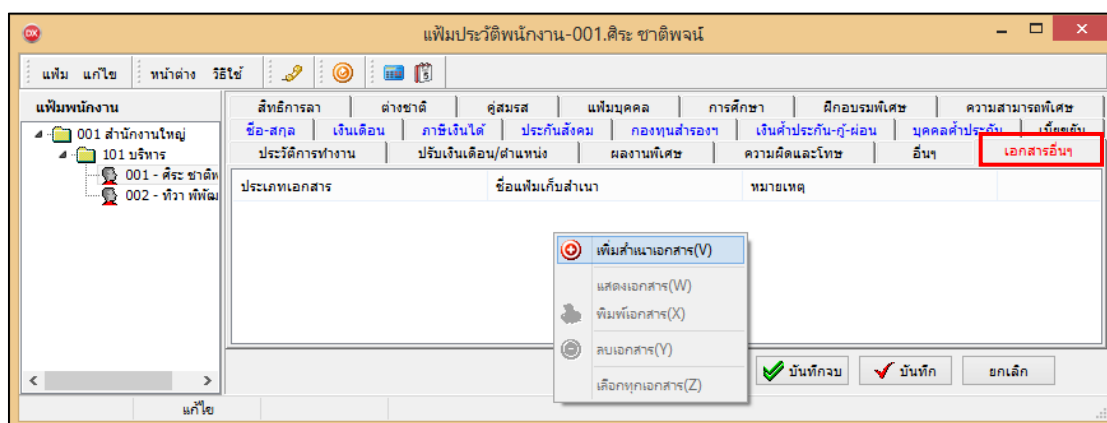 แฟ้มประวัติพนักงาน-001.ศิระ ชาติพจน์
แฟ้ม แก้ไข หน้าต่าง วิธีใช้
แฟ้มพนักงาน
001 สำนักงานใหญ่
101 บริหาร
001 - ศิระ ชาติพ
002 - ทิวา พิพัฒ
สิทธิการลา ต่างชาติ คู่สมรส แฟ้มบุคคล การศึกษา ฝึกอบรมพิเศษ ความสามารถพิเศษ
ชื่อ-สกุล เงินเดือน ภาษีเงินได้ ประกันสังคม กองทุนสำรองฯ เงินค้ำประกัน-กู้-ผ่อน บุคคลค้ำประกัน เบี้ยขยัน
ประวัติการทำงาน ปรับเงินเดือน/ตำแหน่ง ผลงานพิเศษ ความผิดและโทษ อื่นๆ เอกสารอื่นๆ
ประเภทเอกสาร ชื่อแฟ้มเก็บสำเนา หมายเหตุ
เพิ่มสำเนาเอกสาร(V)
แสดงเอกสาร(W)
พิมพ์เอกสาร(X)
ลบเอกสาร(Y)
เลือกทุกเอกสาร(Z)
บันทึกจบ บันทึก ยกเลิก
แก้ไข